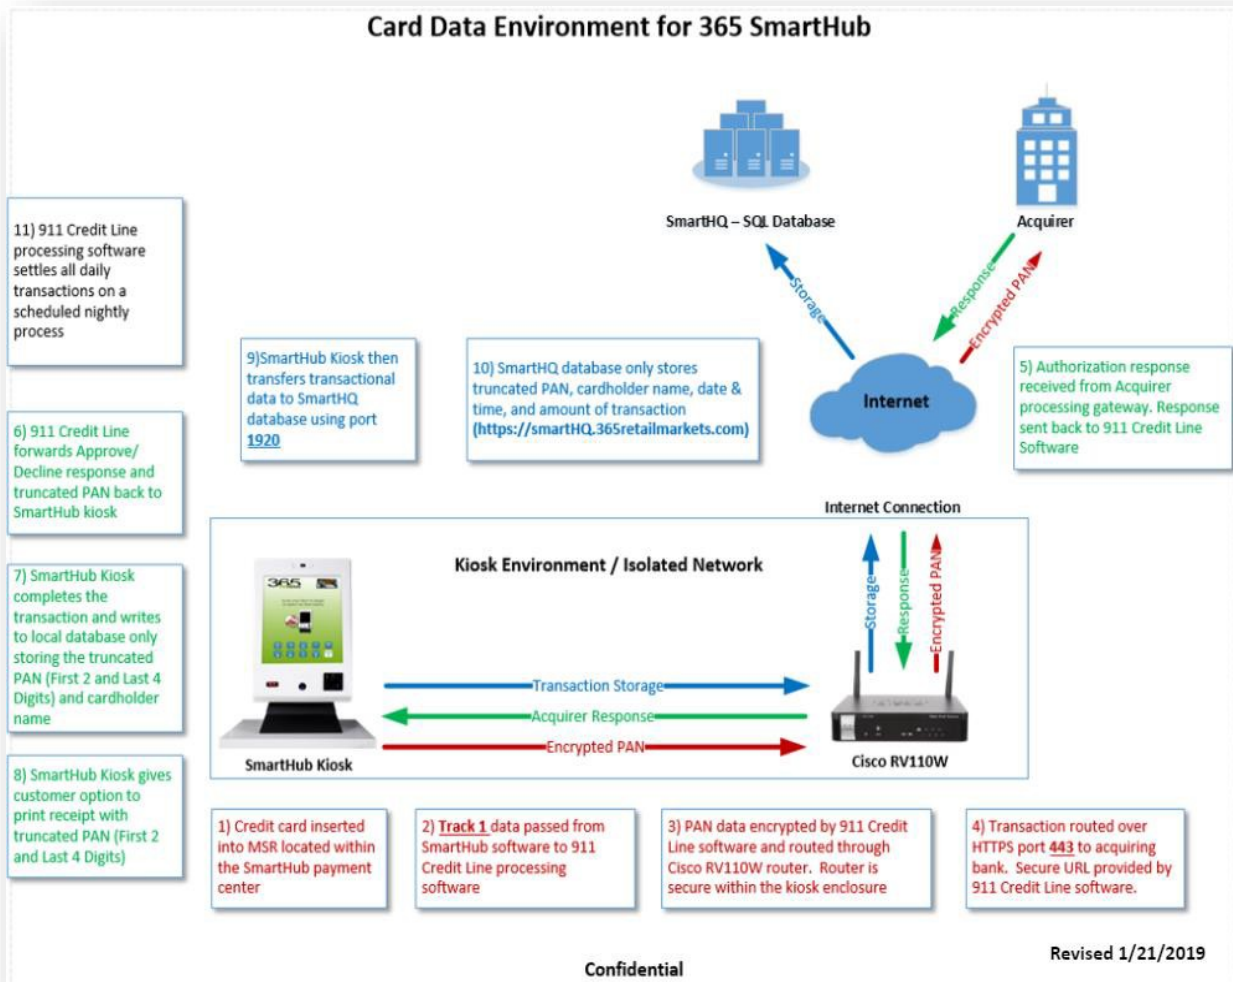 Card Data Environment for 365 SmartHub
SmartHQ – SQL Database
Acquirer
Storage
Response
Encrypted PAN
Internet
11) 911 Credit Line
processing software
settles all daily
transactions on a
scheduled nightly
process
9)SmartHub Kiosk then
transfers transactional
data to SmartHQ
database using port
1920
10) SmartHQ database only stores
truncated PAN, cardholder name, date &
time, and amount of transaction
(https://smartHQ.365retailmarkets.com)
5) Authorization response
received from Acquirer
processing gateway. Response
sent back to 911 Credit Line
Software
6) 911 Credit Line
forwards Approve/
Decline response and
truncated PAN back to
SmartHub kiosk
Internet Connection
Kiosk Environment / Isolated Network
365
Storage
Response
Encrypted PAN
7) SmartHub Kiosk
completes the
transaction and writes
to local database only
storing the truncated
PAN (First 2 and Last 4
Digits) and cardholder
name
Transaction Storage
Acquirer Response
Encrypted PAN
SmartHub Kiosk
Cisco RV110W
8) SmartHub Kiosk gives
customer option to
print receipt with
truncated PAN (First 2
and Last 4 Digits)
1) Credit card inserted
into MSR located within
the SmartHub payment
center
2) Track 1 data passed from
SmartHub software to 911
Credit Line processing
software
3) PAN data encrypted by 911 Credit
Line software and routed through
Cisco RV110W router. Router is
secure within the kiosk enclosure
4) Transaction routed over
HTTPS port 443 to acquiring
bank. Secure URL provided by
911 Credit Line software.
Revised 1/21/2019
Confidential